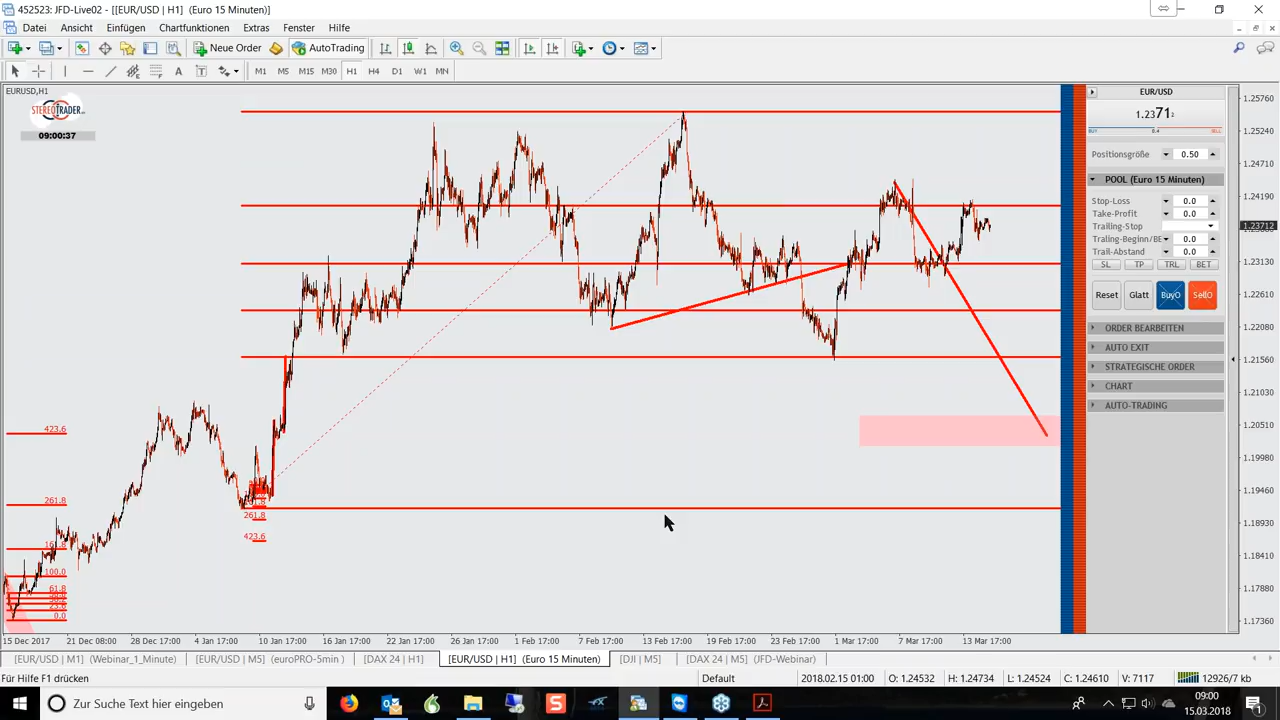 452523: JFD-Live02 - [[EUR/USD | H1] (Euro 15 Minuten)]
Datei Ansicht Einfügen Chartfunktionen Extras Fenster Hilfe
Neue Order AutoTrading
A T M1 M5 M15 M30 H1 H4 D1 W1 MN
EURUSD,H1
STEREOTRADER
09:00:37
EUR/USD
1.23712
BUY 0.4 SELL
Positionsgröße 0.50
POOL (Euro 15 Minuten)
Stop-Loss 0.0
Take-Profit 0.0
Trailing-Stop
Traling-Beginn/BE 0.0
Trail-Abstand 0.0
SL TP TRL BET
Reset Glatt BuyO SellO
ORDER BEARBEITEN
AUTO EXIT
STRATEGISCHE ORDER
CHART
AUTO-TRADING
1.25760
1.25240
1.24710
1.24190
1.23712
1.23130
1.22610
1.22080
1.21560
1.21030
1.20510
1.19980
1.19460
1.18930
1.18410
1.17880
1.17360
423.6
261.8
161.8
100.0
61.8
23.6
0.0
261.8
423.6
15 Dec 2017 21 Dec 08:00 28 Dec 17:00 4 Jan 17:00 10 Jan 17:00 16 Jan 17:00 22 Jan 17:00 26 Jan 17:00 1 Feb 17:00 7 Feb 17:00 13 Feb 17:00 19 Feb 17:00 23 Feb 17:00 1 Mar 17:00 7 Mar 17:00 13 Mar 17:00
[EUR/USD | M1] (Webinar_1_Minute) [EUR/USD | M5] (euroPRO-5min ) [DAX 24 | H1] [EUR/USD | H1] (Euro 15 Minuten) [DJI | M5] [DAX 24 | M5] (JFD-Webinar)
Für Hilfe F1 drücken Default 2018.02.15 01:00 O: 1.24532 H: 1.24734 L: 1.24524 C: 1.24610 V: 7117 12926/7 kb
Zur Suche Text hier eingeben 09:00
15.03.2018